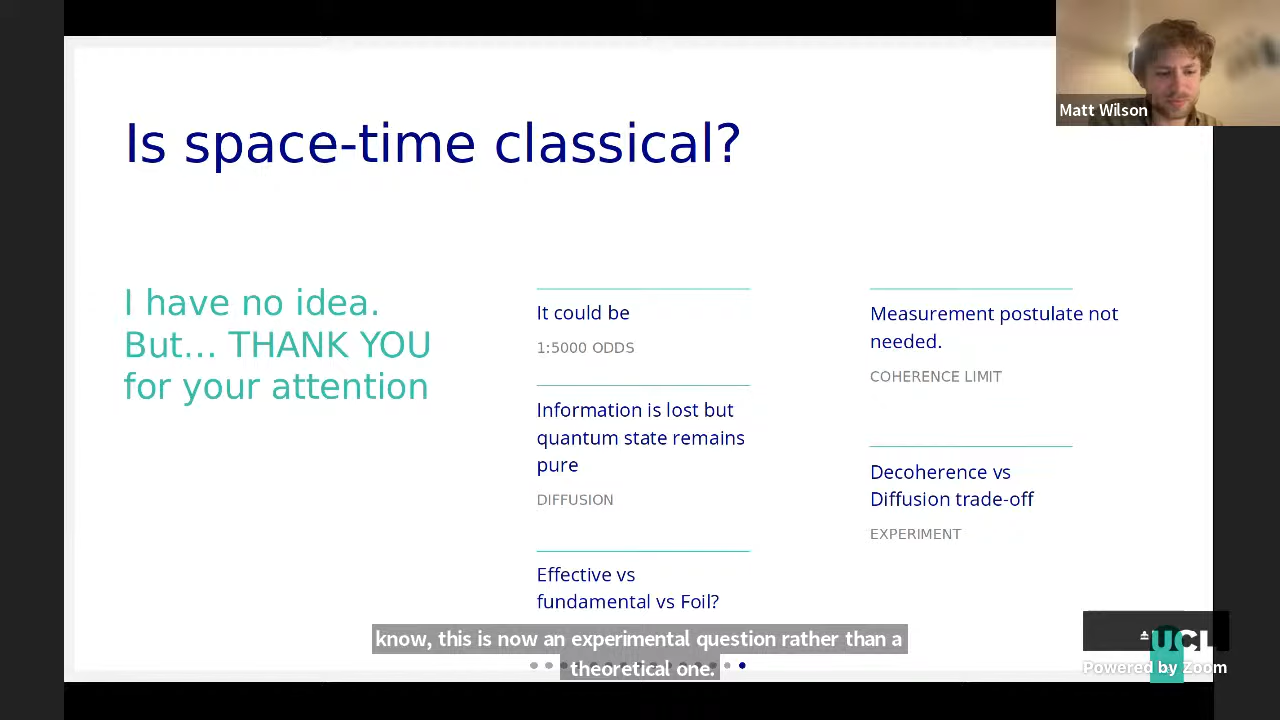 Matt Wilson
Is space-time classical?
I have no idea.
But... THANK YOU
for your attention
It could be
1:5000 ODDS
Information is lost but
quantum state remains
pure
DIFFUSION
Effective vs
fundamental vs Foil?
Measurement postulate not
needed.
COHERENCE LIMIT
Decoherence vs
Diffusion trade-off
EXPERIMENT
know, this is now an experimental question rather than a
theoretical one.
UCL
Powered by Zoom